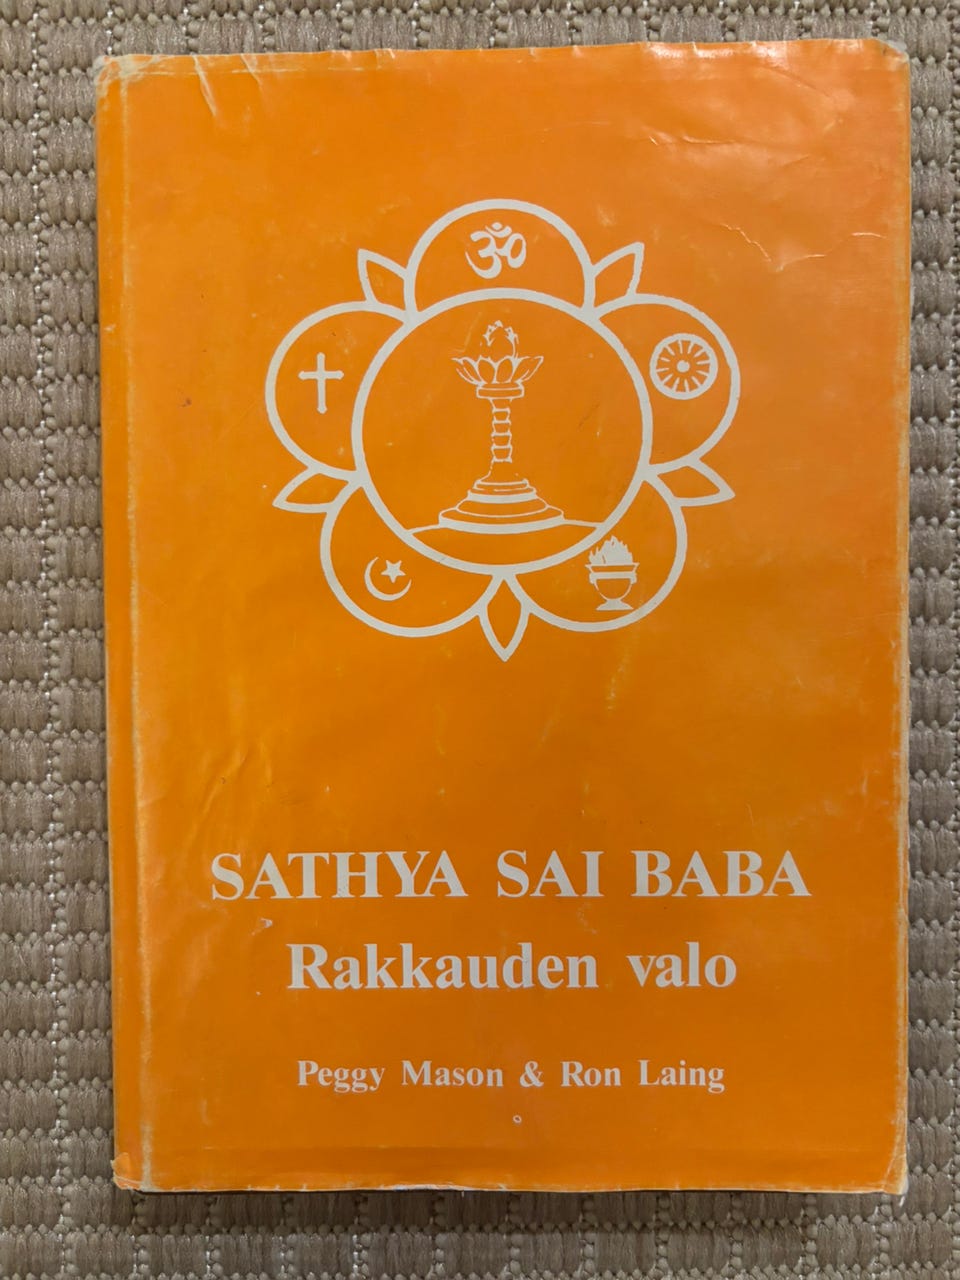 ॐ
SATHYA SAI BABA
Rakkauden valo
Peggy Mason & Ron Laing